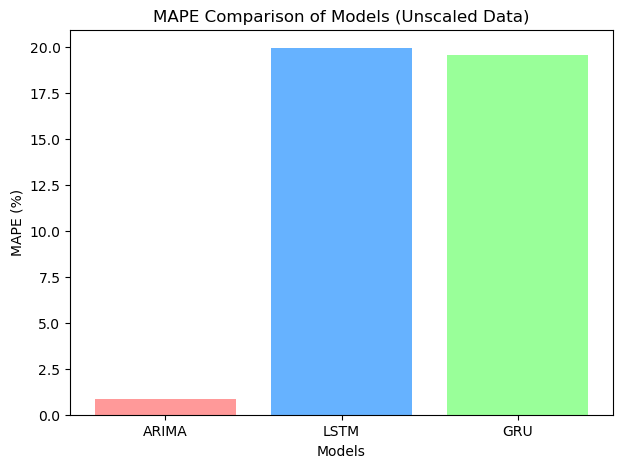 MAPE Comparison of Models (Unscaled Data)
20.0
17.5
15.0
12.5
10.0
7.5
5.0
2.5
0.0
MAPE (%)
ARIMA LSTM GRU
Models